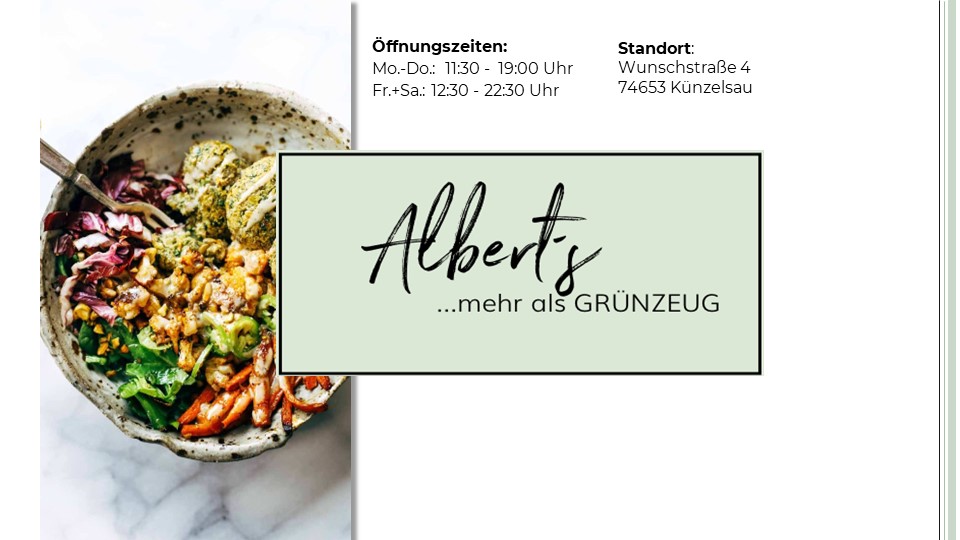 Öffnungszeiten:
Mo.-Do.: 11:30 - 19:00 Uhr
Fr.+Sa.: 12:30 - 22:30 Uhr
Standort:
Wunschstraße 4
74653 Künzelsau
Albert's
...mehr als GRÜNZEUG